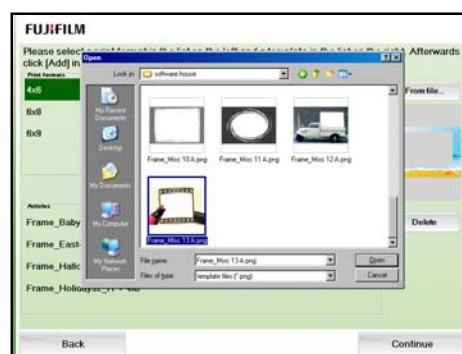 FUJIFILM
Please select a print format in the list on the left and a template in the list on the right. Afterwards
click [Add] in
Open
Look in: software.house
Print formats
4x6
6x8
6x9
From file...
My Recent Documents
Desktop
My Documents
My Computer
My Network Places
Frame_Misc 10 A.png
Frame_Misc 11 A.png
Frame_Misc 12 A.png
Frame_Misc 13 A.png
File name: Frame_Misc 13 A.png
Open
Files of type: template files (*.png)
Cancel
Articles
Frame_Baby
Frame_East
Frame_Hallo
Delete
Back
Continue